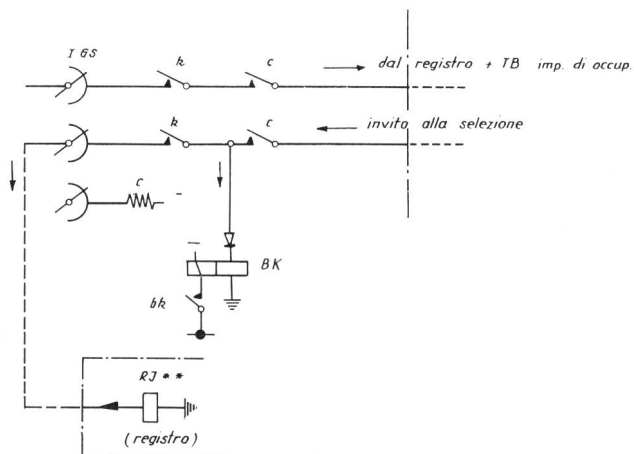 I GS
k
c
dal registro + TB imp. di occup.
k
c
invito alla selezione
c
BK
bk
RJ **
(registro)